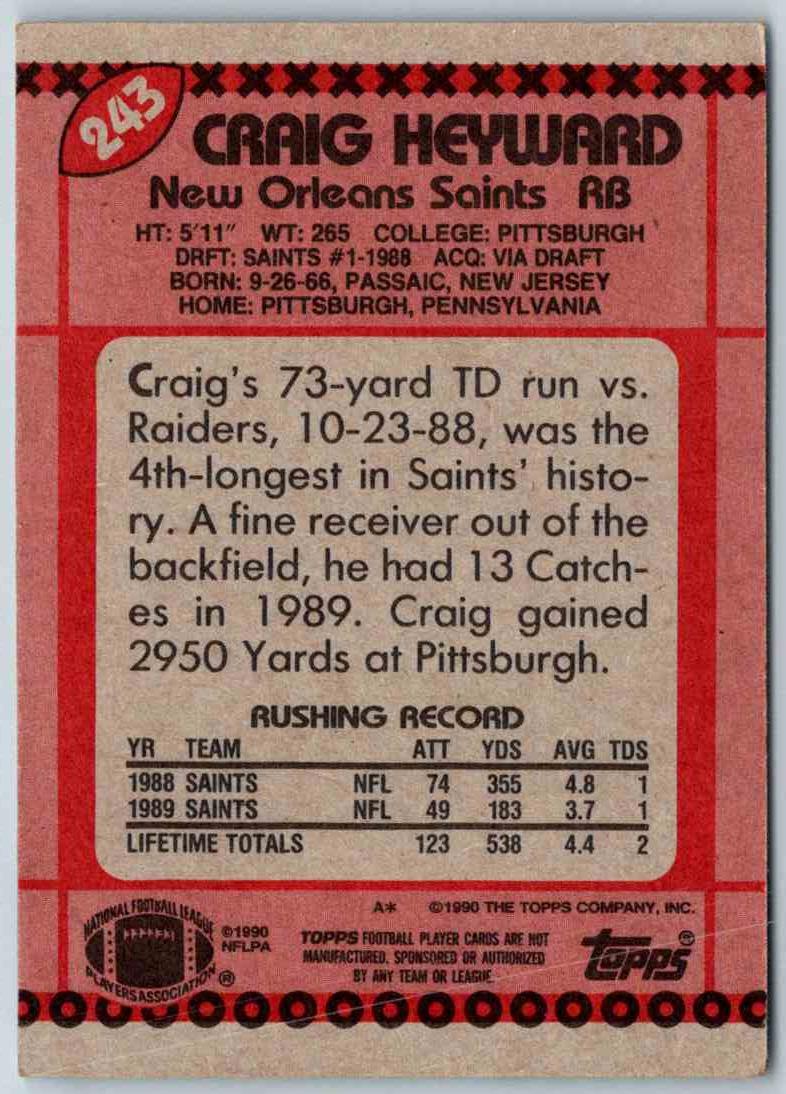 243
CRAIG HEYWARD
New Orleans Saints RB
HT: 5'11" WT: 265 COLLEGE: PITTSBURGH
DRFT: SAINTS #1-1988 ACQ: VIA DRAFT
BORN: 9-26-66, PASSAIC, NEW JERSEY
HOME: PITTSBURGH, PENNSYLVANIA
Craig's 73-yard TD run vs.
Raiders, 10-23-88, was the
4th-longest in Saints' histo-
ry. A fine receiver out of the
backfield, he had 13 Catch-
es in 1989. Craig gained
2950 Yards at Pittsburgh.
RUSHING RECORD
YR TEAM ATT YDS AVG TDS
1988 SAINTS NFL 74 355 4.8 1
1989 SAINTS NFL 49 183 3.7 1
LIFETIME TOTALS 123 538 4.4 2
A* ©1990 THE TOPPS COMPANY, INC.
NATIONAL FOOTBALL LEAGUE
PLAYERS ASSOCIATION ®
©1990
NFLPA
TOPPS FOOTBALL PLAYER CARDS ARE NOT
MANUFACTURED, SPONSORED OR AUTHORIZED
BY ANY TEAM OR LEAGUE.
Topps®